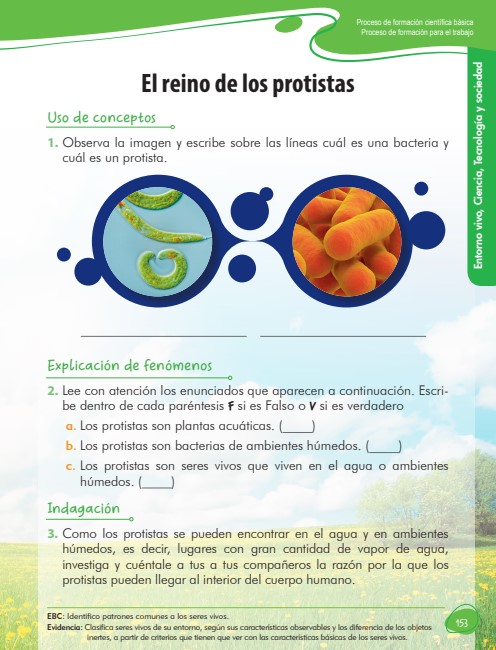 Proceso de formación científica básica
Proceso de formación para el trabajo
Entorno vivo, Ciencia, Tecnología y sociedad
El reino de los protistas
Uso de conceptos
1. Observa la imagen y escribe sobre las líneas cuál es una bacteria y
cuál es un protista.
Explicación de fenómenos
2. Lee con atención los enunciados que aparecen a continuación. Escri-
be dentro de cada paréntesis F si es Falso o V si es verdadero
a. Los protistas son plantas acuáticas. (____)
b. Los protistas son bacterias de ambientes húmedos. (____)
c. Los protistas son seres vivos que viven en el agua o ambientes
húmedos. (____)
Indagación
3. Como los protistas se pueden encontrar en el agua y en ambientes
húmedos, es decir, lugares con gran cantidad de vapor de agua,
investiga y cuéntale a tus a tus compañeros la razón por la que los
protistas pueden llegar al interior del cuerpo humano.
EBC: Identifico patrones comunes a los seres vivos.
Evidencia: Clasifica seres vivos de su entorno, según sus características observables y los diferencia de los objetos
inertes, a partir de criterios que tienen que ver con las características básicas de los seres vivos.
153